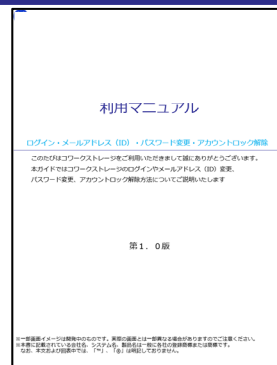 利用マニュアル
ログイン・メールアドレス（ID）・パスワード変更・アカウントロック解除
このたびはコワークストレージをご利用いただきまして誠にありがとうございます。
本ガイドではコワークストレージのログインやメールアドレス（ID）変更、
パスワード変更、アカウントロック解除方法についてご説明いたします
第１．０版
※一部画面イメージは開発中のものです。実際の画面とは一部異なる場合がありますのでご注意ください。
※本書に記載されている会社名、システム名、製品名は一般に各社の登録商標または商標です。
なお、本文および図表中では、「™」、「®」は明記しておりません。